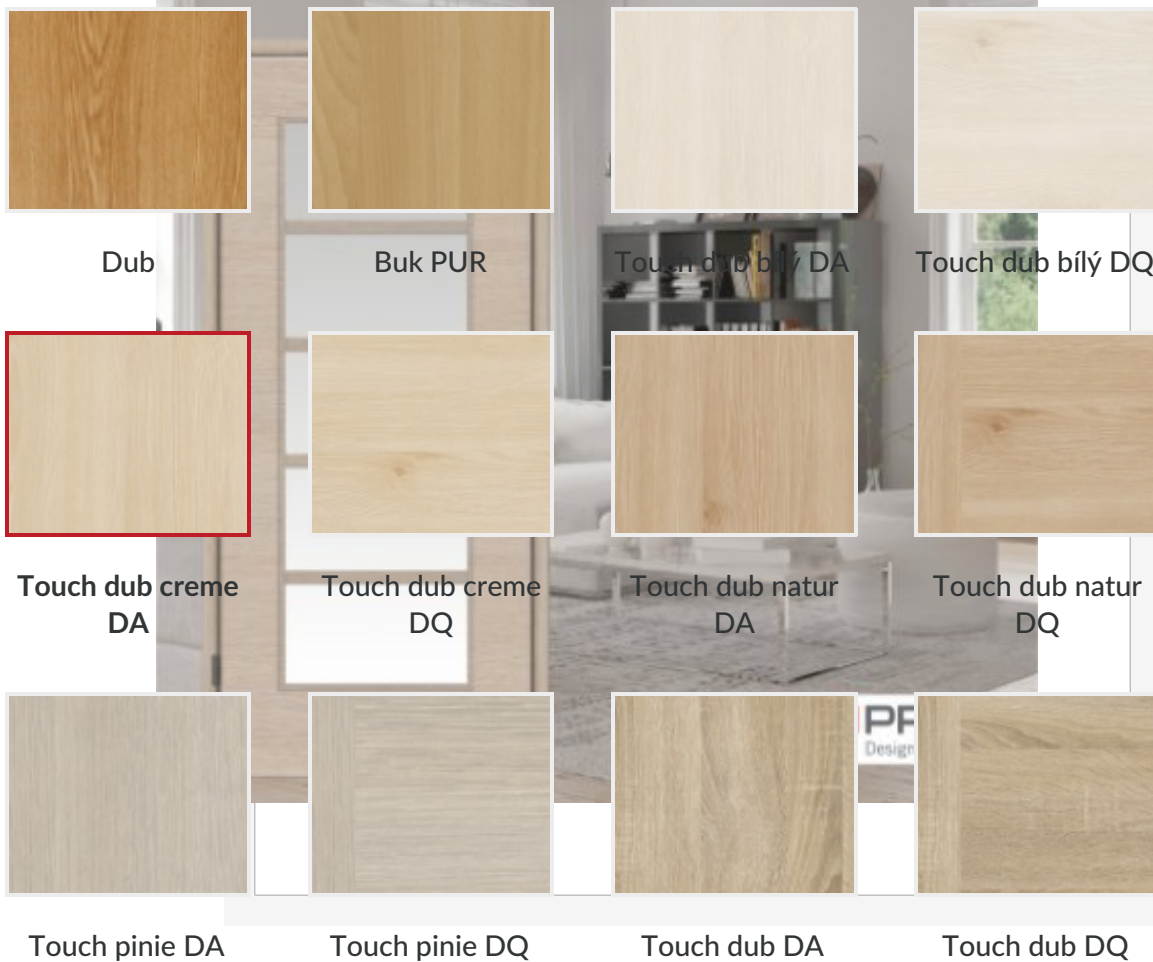 Dub
Buk PUR
Touch dub bílý DA
Touch dub bílý DQ
Touch dub creme
DA
Touch dub creme
DQ
Touch dub natur
DA
Touch dub natur
DQ
Design
Touch pinie DA
Touch pinie DQ
Touch dub DA
Touch dub DQ